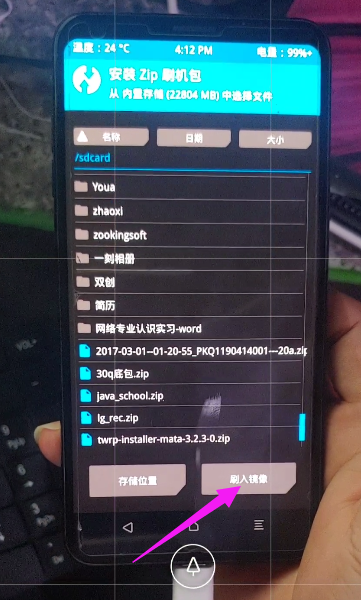 温度：24 °C 4:12 PM 电量：99%+
安装 Zip 刷机包
从 内置存储 (22804 MB) 中选择文件
名称 日期 大小
/sdcard
Youa
zhaoxi
zookingsoft
一刻相册
双创
简历
网络专业认识实习-word
2017-03-01--01-20-55_PKQ1190414001---20a.zip
30q底包.zip
java_school.zip
lg_rec.zip
twrp-installer-mata-3.2.3-0.zip
存储位置 刷入镜像